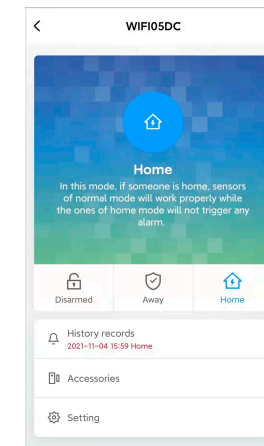 WIFI05DC
Home
In this mode, if someone is home, sensors
of normal mode will work properly while
the ones of home mode will not trigger any
alarm.
Disarmed
Away
Home
History records
2021-11-04 15:59 Home
Accessories
Setting